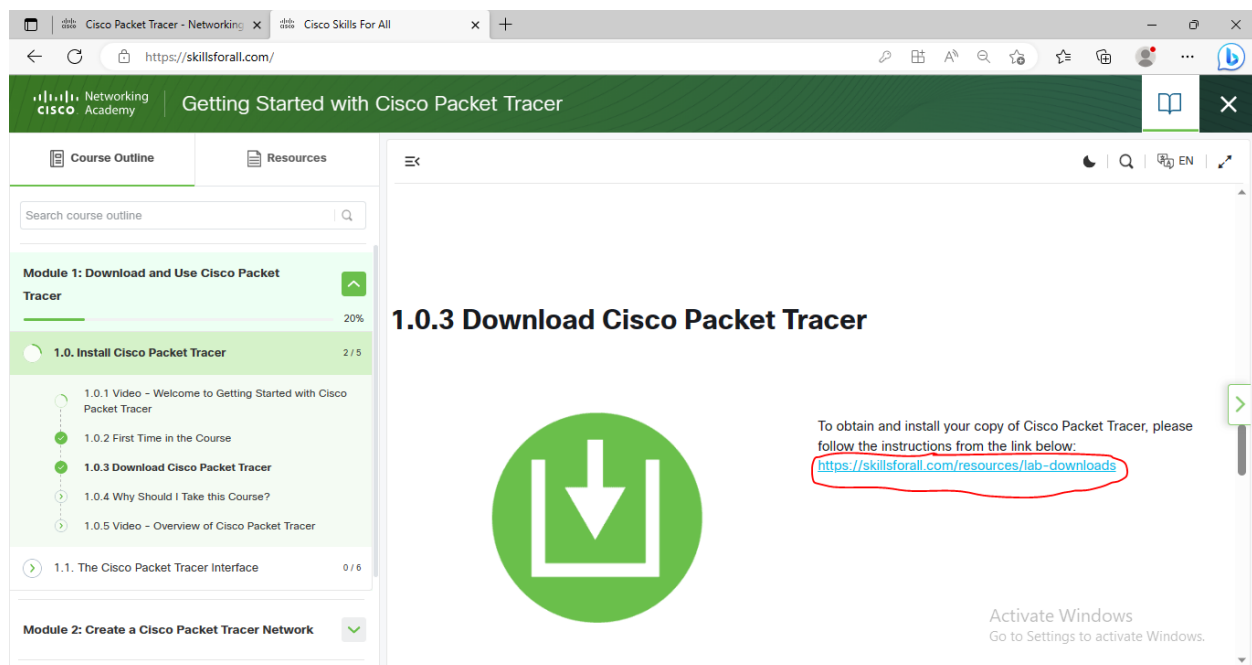 Cisco Packet Tracer - Networking
Cisco Skills For All
https://skillsforall.com/
Networking
CISCO Academy
Getting Started with Cisco Packet Tracer
Course Outline
Resources
EN
Search course outline
Module 1: Download and Use Cisco Packet
Tracer
20%
1.0. Install Cisco Packet Tracer
2 / 5
1.0.1 Video - Welcome to Getting Started with Cisco
Packet Tracer
1.0.2 First Time in the Course
1.0.3 Download Cisco Packet Tracer
1.0.4 Why Should I Take this Course?
1.0.5 Video - Overview of Cisco Packet Tracer
1.1. The Cisco Packet Tracer Interface
0 / 6
Module 2: Create a Cisco Packet Tracer Network
1.0.3 Download Cisco Packet Tracer
To obtain and install your copy of Cisco Packet Tracer, please
follow the instructions from the link below:
https://skillsforall.com/resources/lab-downloads
Activate Windows
Go to Settings to activate Windows.